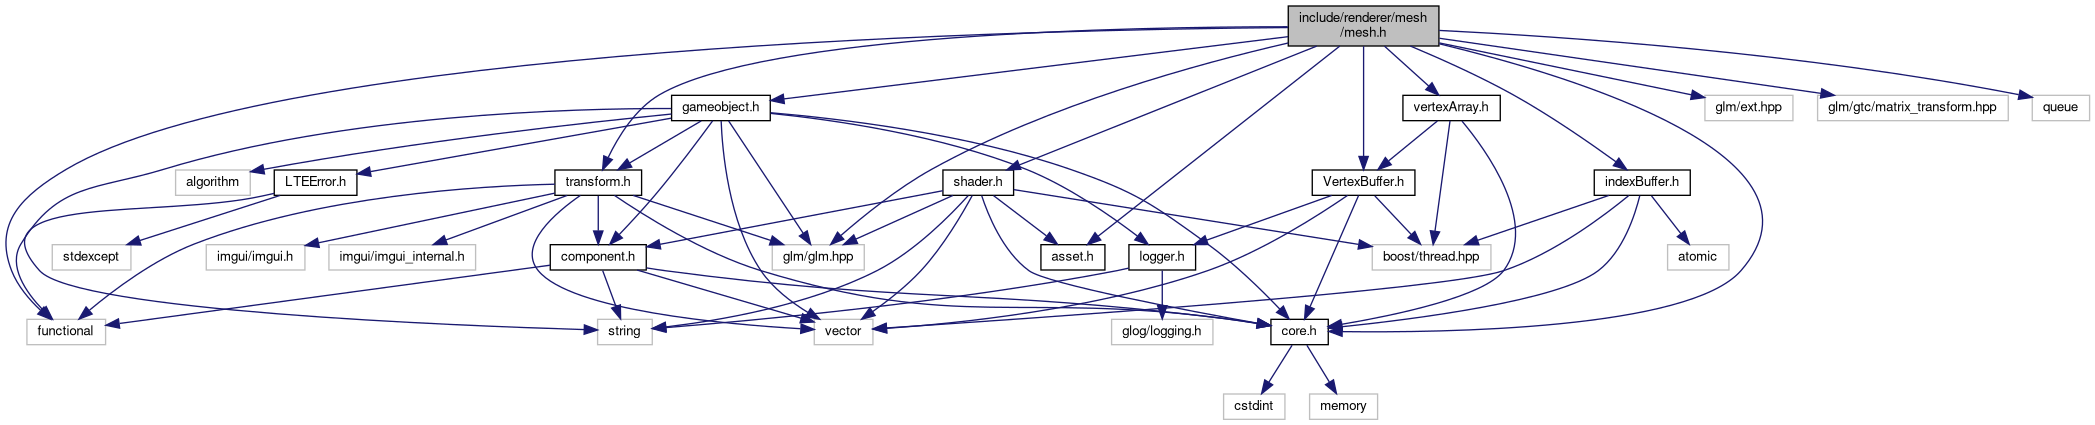 include/renderer/mesh
/mesh.h
gameobject.h
vertexArray.h
glm/ext.hpp
glm/gtc/matrix_transform.hpp
queue
algorithm
LTEError.h
transform.h
shader.h
VertexBuffer.h
indexBuffer.h
stdexcept
imgui/imgui.h
imgui/imgui_internal.h
component.h
glm/glm.hpp
asset.h
logger.h
boost/thread.hpp
atomic
functional
string
vector
glog/logging.h
core.h
cstdint
memory